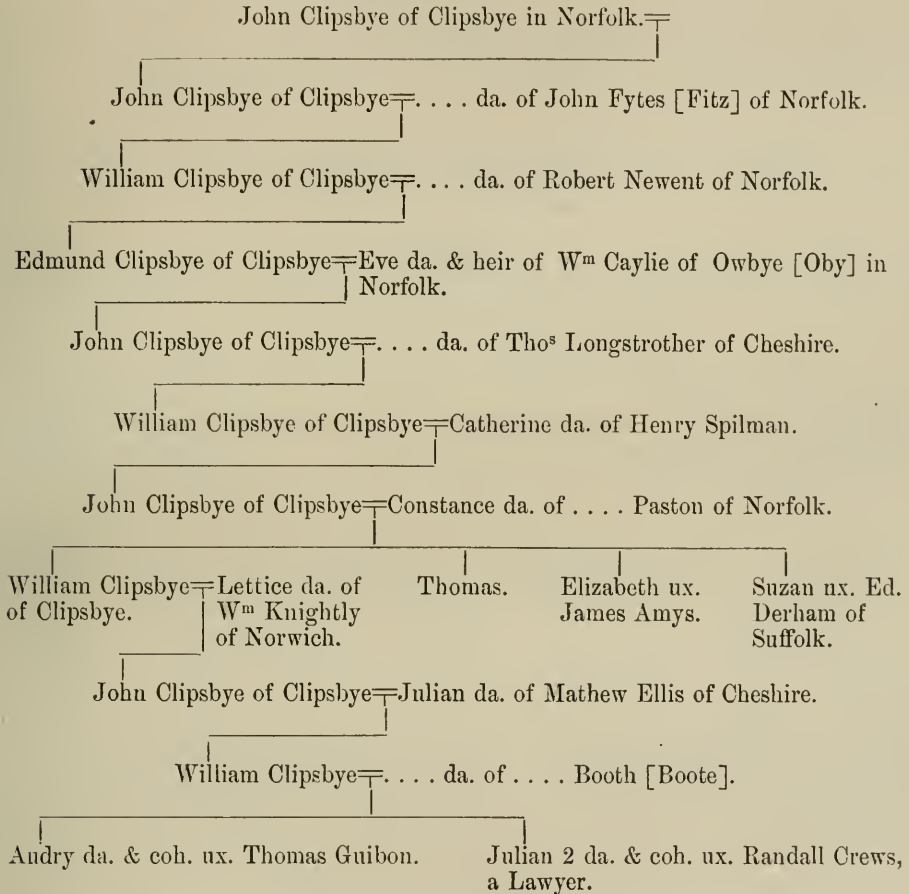 John Clipsbye of Clipsbye in Norfolk.
John Clipsbye of Clipsbye . . . . da. of John Fytes [Fitz] of Norfolk.
William Clipsbye of Clipsbye . . . . da. of Robert Newent of Norfolk.
Edmund Clipsbye of Clipsbye Eve da. & heir of Wᵐ Caylie of Owbye [Oby] in
Norfolk.
John Clipsbye of Clipsbye . . . . da. of Thoˢ Longstrother of Cheshire.
William Clipsbye of Clipsbye Catherine da. of Henry Spilman.
John Clipsbye of Clipsbye Constance da. of . . . . Paston of Norfolk.
William Clipsbye
of Clipsbye.
Lettice da. of
Wᵐ Knightly
of Norwich.
Thomas.
Elizabeth ux.
James Amys.
Suzan ux. Ed.
Derham of
Suffolk.
John Clipsbye of Clipsbye Julian da. of Mathew Ellis of Cheshire.
William Clipsbye . . . . da. of . . . . Booth [Boote].
Audry da. & coh. ux. Thomas Guibon.
Julian 2 da. & coh. ux. Randall Crews,
a Lawyer.